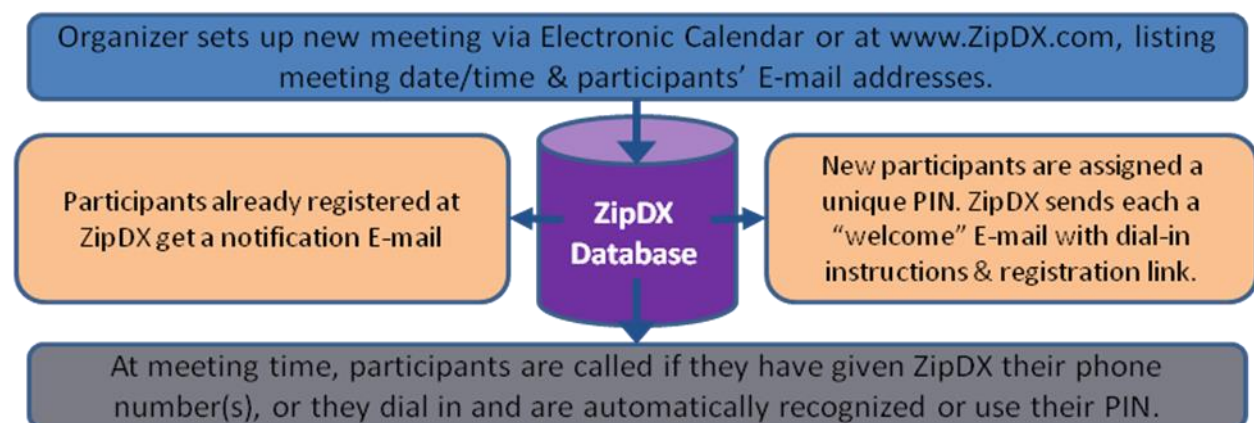 Organizer sets up new meeting via Electronic Calendar or at www.ZipDX.com, listing
meeting date/time & participants’ E-mail addresses.
Participants already registered at
ZipDX get a notification E-mail
ZipDX
Database
New participants are assigned a
unique PIN. ZipDX sends each a
“welcome” E-mail with dial-in
instructions & registration link.
At meeting time, participants are called if they have given ZipDX their phone
number(s), or they dial in and are automatically recognized or use their PIN.